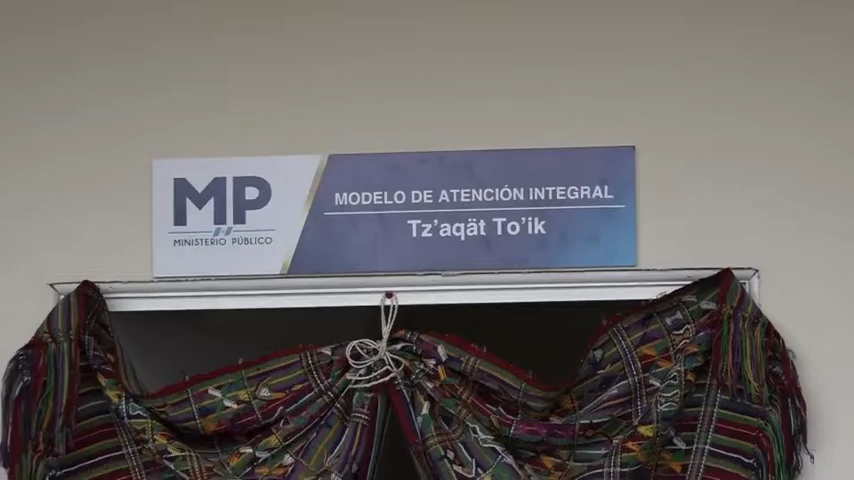 MP
MINISTERIO PÚBLICO
MODELO DE ATENCIÓN INTEGRAL
Tz'aqät To'ik